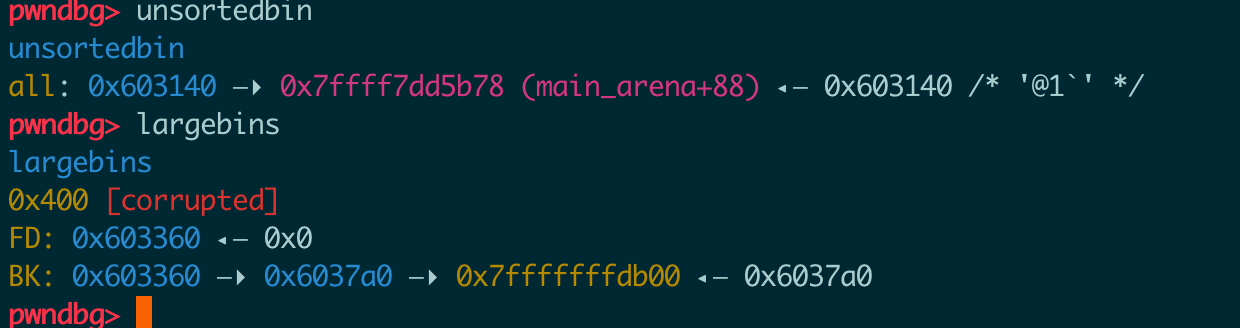 pwndbg> unsortedbin
unsortedbin
all: 0x603140 —▸ 0x7ffff7dd5b78 (main_arena+88) ◂— 0x603140 /* '@1`' */
pwndbg> largebins
largebins
0x400 [corrupted]
FD: 0x603360 ◂— 0x0
BK: 0x603360 —▸ 0x6037a0 —▸ 0x7fffffffdb00 ◂— 0x6037a0
pwndbg>